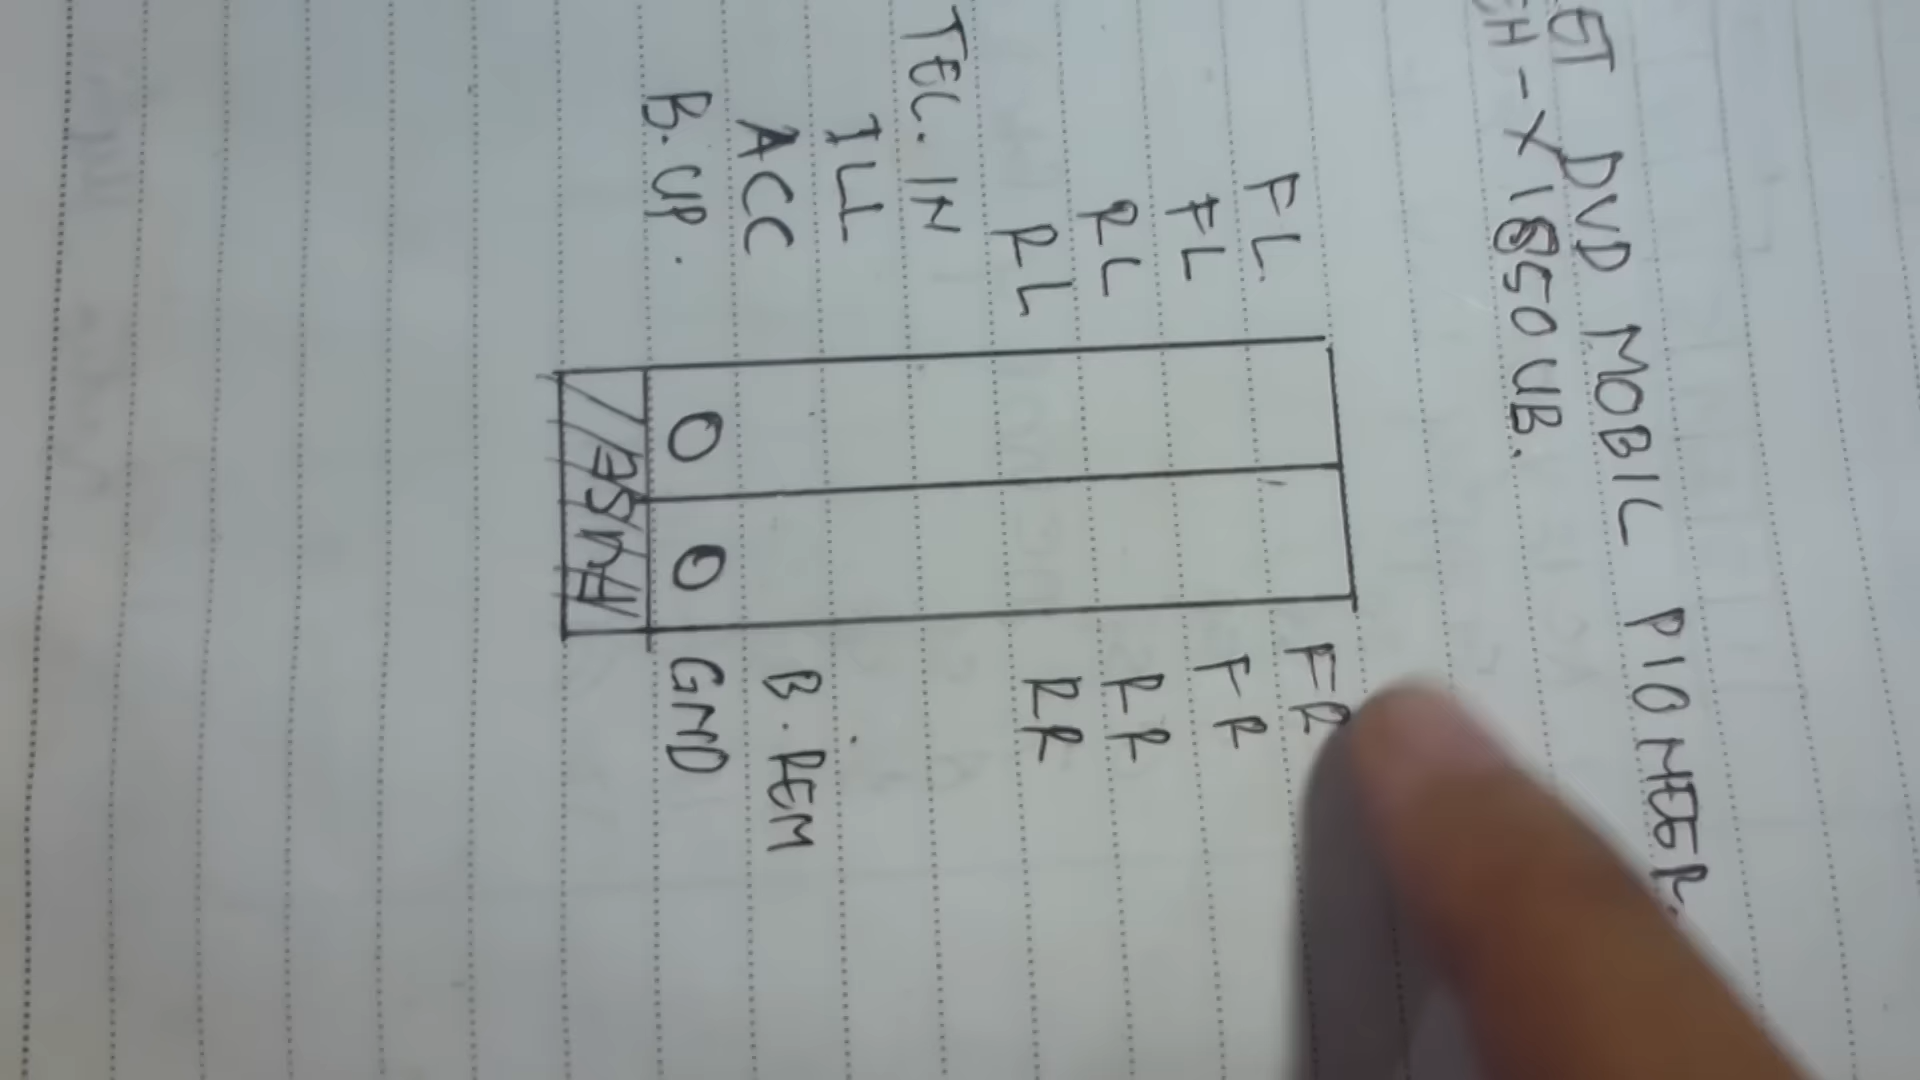 DVD MOBIL PIONEER.
H-X1850UB.
FL FR
FL FR
RL RR
RL RR
TEL. IN
ILL
ACC B. REM
B. UP. O O GND
FUSE